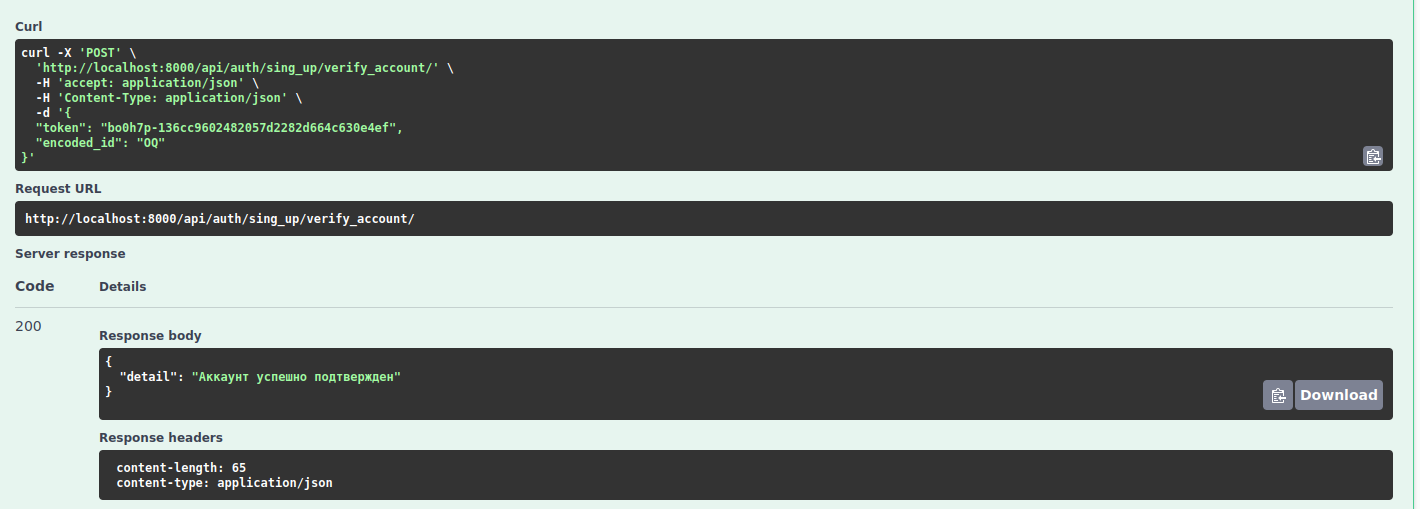 Curl
curl -X 'POST' \
'http://localhost:8000/api/auth/sing_up/verify_account/' \
-H 'accept: application/json' \
-H 'Content-Type: application/json' \
-d '{
"token": "bo0h7p-136cc9602482057d2282d664c630e4ef",
"encoded_id": "OQ"
}'
Request URL
http://localhost:8000/api/auth/sing_up/verify_account/
Server response
Code Details
200
Response body
{
"detail": "Аккаунт успешно подтвержден"
}
Download
Response headers
content-length: 65
content-type: application/json